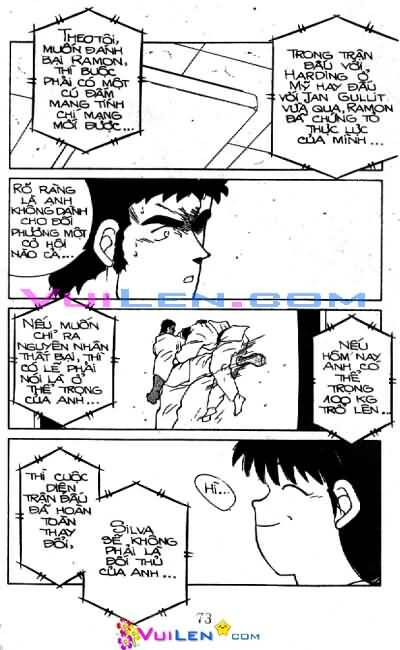 THEO TÔI,
MUỐN ĐÁNH
BẠI RAMON,
THÌ BUỘC
PHẢI CÓ MỘT
CÚ ĐẤM
MANG TÍNH
CHÍ MẠNG
MỚI ĐƯỢC...
TRONG TRẬN
ĐẤU VỚI
HARDING Ở
MỸ HAY ĐẤU
VỚI JAN GULLIT
VỪA QUA, RAMON
ĐÃ CHỨNG TỎ
THỰC LỰC
CỦA MÌNH...
RÕ RÀNG
LÀ ANH
KHÔNG DÀNH
CHO ĐỐI
PHƯƠNG MỘT
CƠ HỘI
NÀO CẢ...
VUILEN.COM
NẾU MUỐN
CHỈ RA
NGUYÊN NHÂN
THẤT BẠI, THÌ
CÓ LẼ PHẢI
NÓI LÀ Ở
THỂ TRỌNG
CỦA ANH...
NẾU
HÔM NAY
ANH CÓ
THỂ
TRỌNG
100 KG
TRỞ LÊN...
THÌ CUỘC
DIỆN
TRẬN ĐẤU
ĐÃ HOÀN
TOÀN
THAY
ĐỔI,
SILVA
SẼ KHÔNG
PHẢI LÀ
ĐỐI THỦ
CỦA ANH...
HÌ...
73
VUILEN.COM